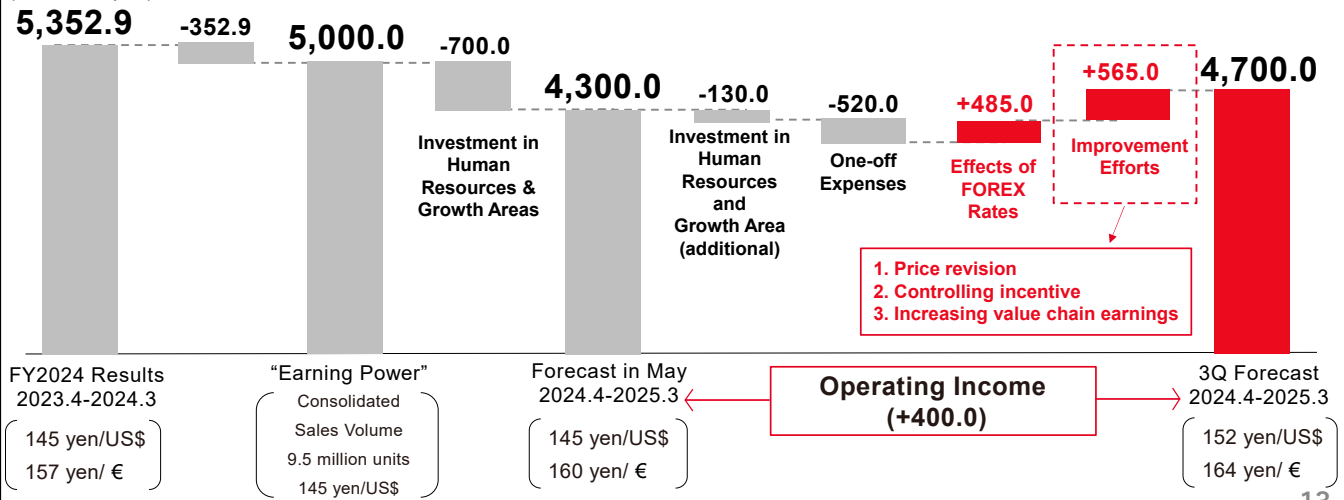 5,352.9
-352.9
5,000.0
-700.0
4,300.0
-130.0
-520.0
+485.0
+565.0
4,700.0
Investment in
Human
Resources &
Growth Areas
Investment in
Human
Resources
and
Growth Area
(additional)
One-off
Expenses
Effects of
FOREX
Rates
Improvement
Efforts
1. Price revision
2. Controlling incentive
3. Increasing value chain earnings
FY2024 Results
2023.4-2024.3
145 yen/US$
157 yen/ €
“Earning Power”
Consolidated
Sales Volume
9.5 million units
145 yen/US$
Forecast in May
2024.4-2025.3
145 yen/US$
160 yen/ €
Operating Income
(+400.0)
3Q Forecast
2024.4-2025.3
152 yen/US$
164 yen/ €